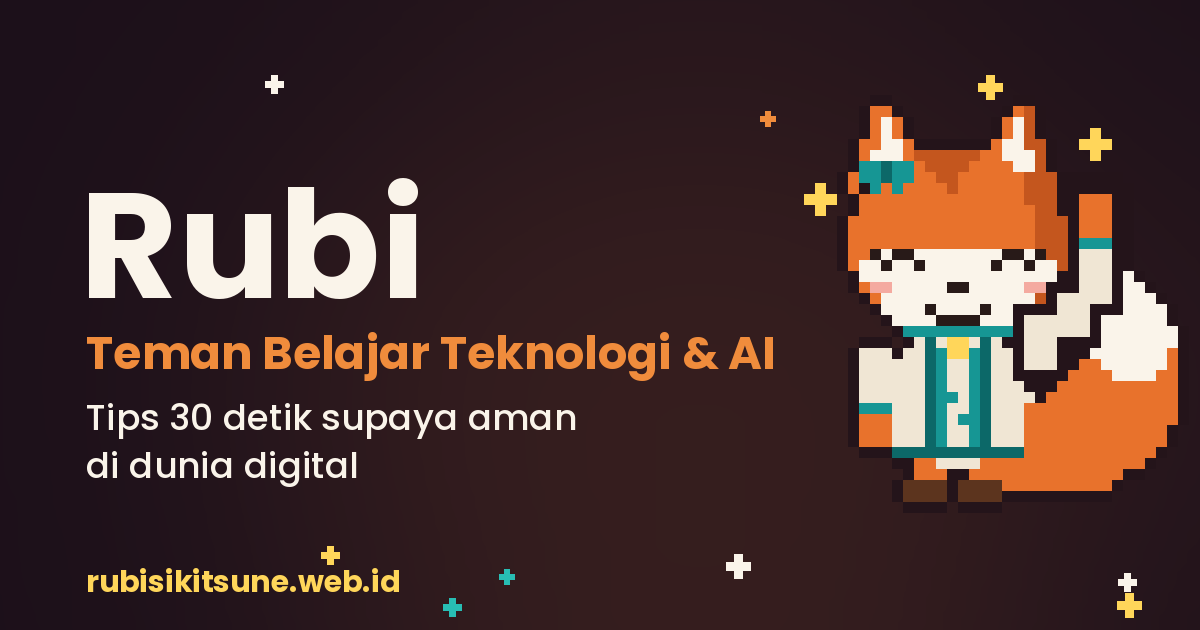 Rubi
Teman Belajar Teknologi & AI
Tips 30 detik supaya aman
di dunia digital
rubisikitsune.web.id